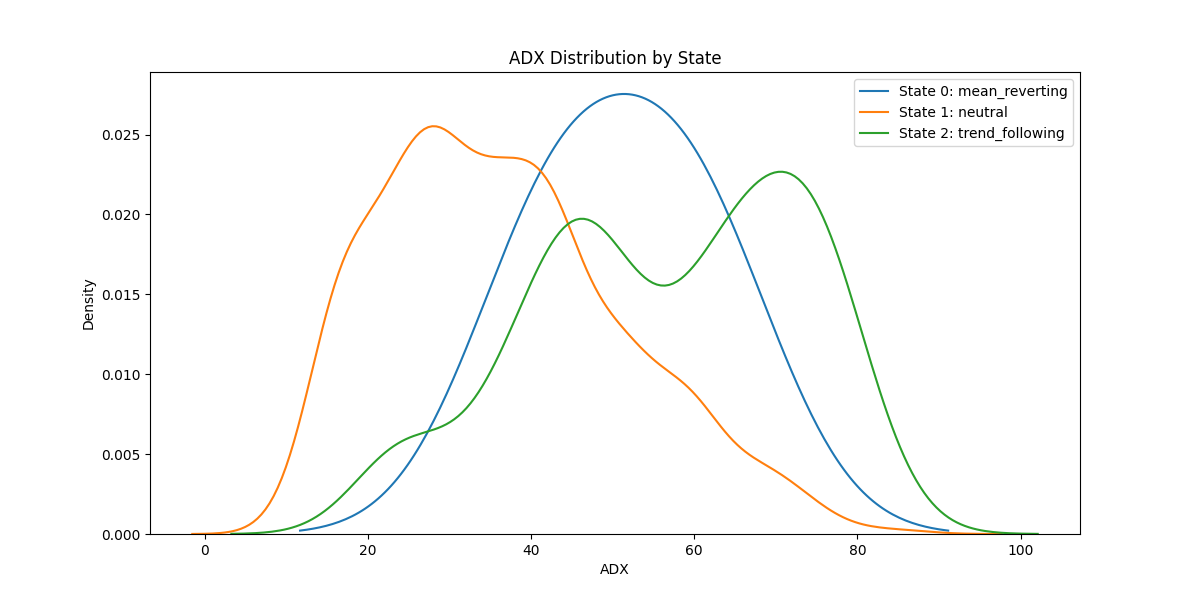 ADX Distribution by State
State 0: mean_reverting
State 1: neutral
State 2: trend_following
Density
0.025
0.020
0.015
0.010
0.005
0.000
0
20
40
60
80
100
ADX